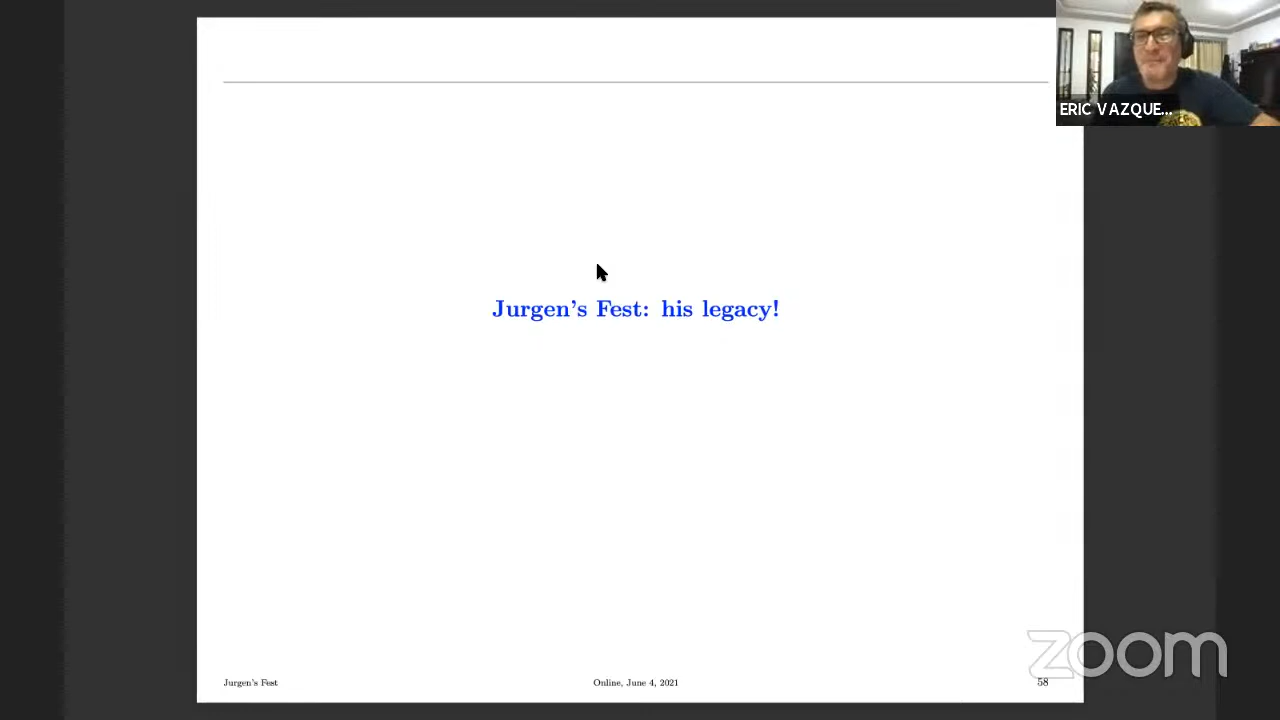 ERIC VAZQUE...
Jurgen's Fest: his legacy!
Jurgen's Fest
Online, June 4, 2021
58
zoom